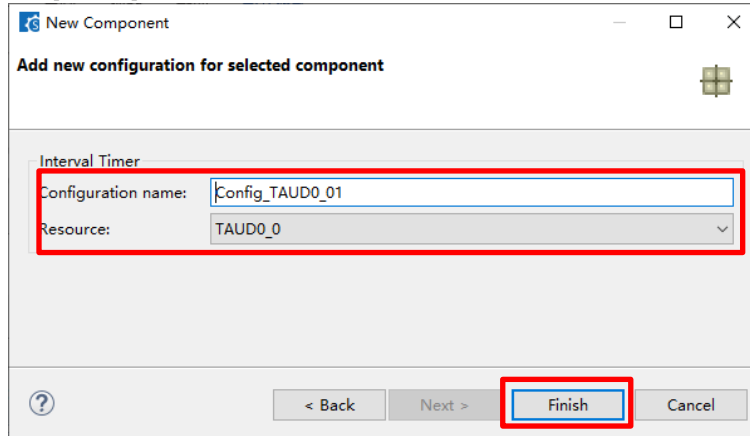 New Component
Add new configuration for selected component
Interval Timer
Configuration name: Config_TAUD0_01
Resource: TAUD0_0
? < Back Next > Finish Cancel